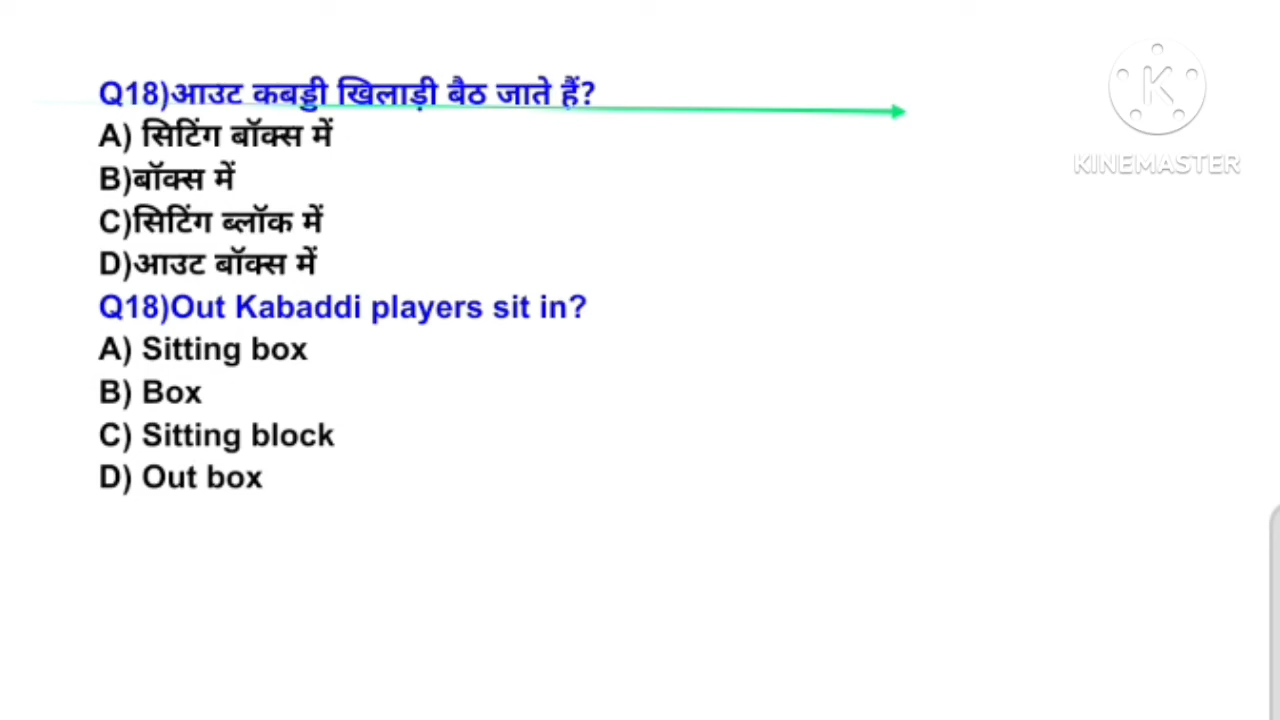 Q18)आउट कबड्डी खिलाड़ी बैठ जाते हैं?
A) सिटिंग बॉक्स में
B)बॉक्स में
C)सिटिंग ब्लॉक में
D)आउट बॉक्स में
Q18)Out Kabaddi players sit in?
A) Sitting box
B) Box
C) Sitting block
D) Out box
K
KINEMASTER